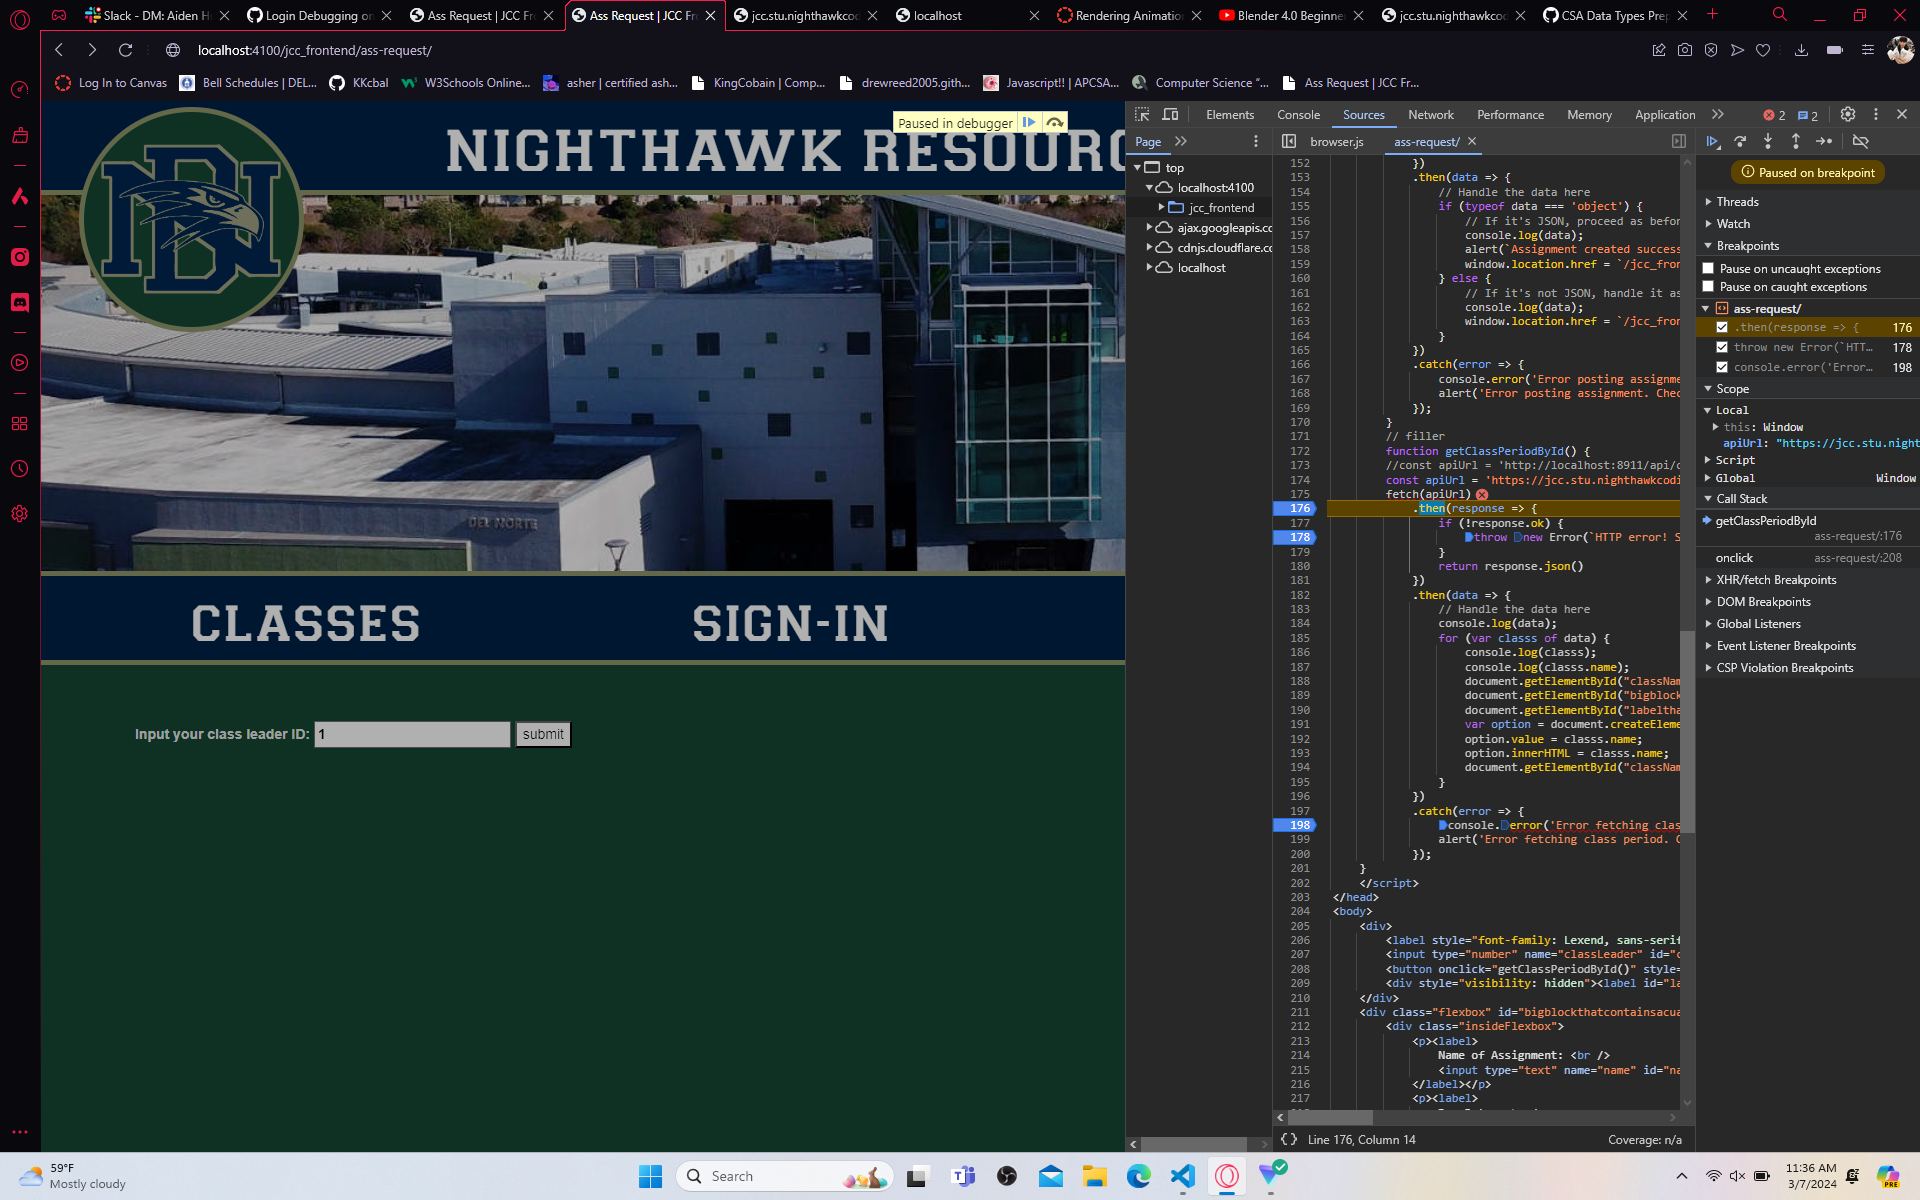 Slack - DM: Aiden H
Login Debugging on
Ass Request | JCC Fr
Ass Request | JCC Fr
jcc.stu.nighthawkcod
localhost
Rendering Animation
Blender 4.0 Beginner
jcc.stu.nighthawkcod
CSA Data Types Prep
localhost:4100/jcc_frontend/ass-request/
Log In to Canvas
Bell Schedules | DEL...
KKcbal
W3Schools Online...
asher | certified ash...
KingCobain | Comp...
drewreed2005.gith...
Javascript!! | APCSA...
Computer Science "...
Ass Request | JCC Fr...
Paused in debugger
NIGHTHAWK RESOURC
DEL NORTE
CLASSES
SIGN-IN
Input your class leader ID: 1 submit
Elements Console Sources Network Performance Memory Application
2 2
Page
browser.js ass-request/
top
localhost:4100
jcc_frontend
ajax.googleapis.cc
cdnjs.cloudflare.cc
localhost
152 })
153 .then(data => {
154 // Handle the data here
155 if (typeof data === 'object') {
156 // If it's JSON, proceed as befor
157 console.log(data);
158 alert(`Assignment created success
159 window.location.href = `/jcc_fron
160 } else {
161 // If it's not JSON, handle it as
162 console.log(data);
163 window.location.href = `/jcc_fron
164 }
165 })
166 .catch(error => {
167 console.error('Error posting assignme
168 alert('Error posting assignment. Chec
169 });
170 }
171 // filler
172 function getClassPeriodById() {
173 //const apiUrl = 'http://localhost:8911/api/c
174 const apiUrl = 'https://jcc.stu.nighthawkcodi
175 fetch(apiUrl)
176 .then(response => {
177 if (!response.ok) {
178 throw new Error(`HTTP error! S
179 }
180 return response.json()
181 })
182 .then(data => {
183 // Handle the data here
184 console.log(data);
185 for (var classs of data) {
186 console.log(classs);
187 console.log(classs.name);
188 document.getElementById("classNam
189 document.getElementById("bigblock
190 document.getElementById("labeltha
191 var option = document.createEleme
192 option.value = classs.name;
193 option.innerHTML = classs.name;
194 document.getElementById("classNam
195 }
196 })
197 .catch(error => {
198 console.error('Error fetching clas
199 alert('Error fetching class period. C
200 });
201 }
202 </script>
203 </head>
204 <body>
205 <div>
206 <label style="font-family: Lexend, sans-serif
207 <input type="number" name="classLeader" id="c
208 <button onclick="getClassPeriodById()" style=
209 <div style="visibility: hidden"><label id="la
210 </div>
211 <div class="flexbox" id="bigblockthatcontainsacua
212 <div class="insideFlexbox">
213 <p><label>
214 Name of Assignment: <br />
215 <input type="text" name="name" id="na
216 </label></p>
217 <p><label>
{ } Line 176, Column 14
Coverage: n/a
Paused on breakpoint
Threads
Watch
Breakpoints
Pause on uncaught exceptions
Pause on caught exceptions
ass-request/
.then(response => { 176
throw new Error(`HTT... 178
console.error('Error... 198
Scope
Local
this: Window
apiUrl: "https://jcc.stu.night
Script
Global Window
Call Stack
getClassPeriodById
ass-request/:176
onclick ass-request/:208
XHR/fetch Breakpoints
DOM Breakpoints
Global Listeners
Event Listener Breakpoints
CSP Violation Breakpoints
59°F
Mostly cloudy
Search
11:36 AM
3/7/2024
PRE